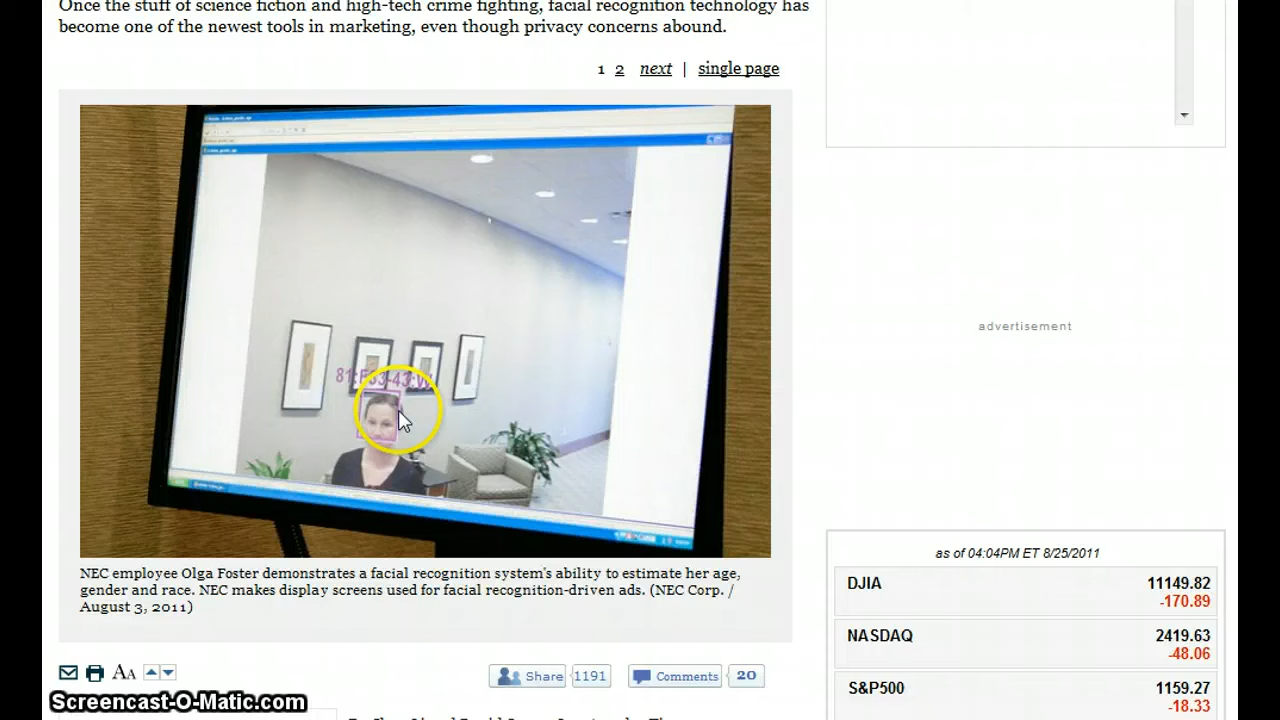 Once the stuff of science fiction and high-tech crime fighting, facial recognition technology has
become one of the newest tools in marketing, even though privacy concerns abound.
1 2 next | single page
NEC employee Olga Foster demonstrates a facial recognition system's ability to estimate her age,
gender and race. NEC makes display screens used for facial recognition-driven ads. (NEC Corp. /
August 3, 2011)
AA
Share 1191
Comments 20
Screencast-O-Matic.com
advertisement
as of 04:04PM ET 8/25/2011
DJIA 11149.82
-170.89
NASDAQ 2419.63
-48.06
S&P500 1159.27
-18.33